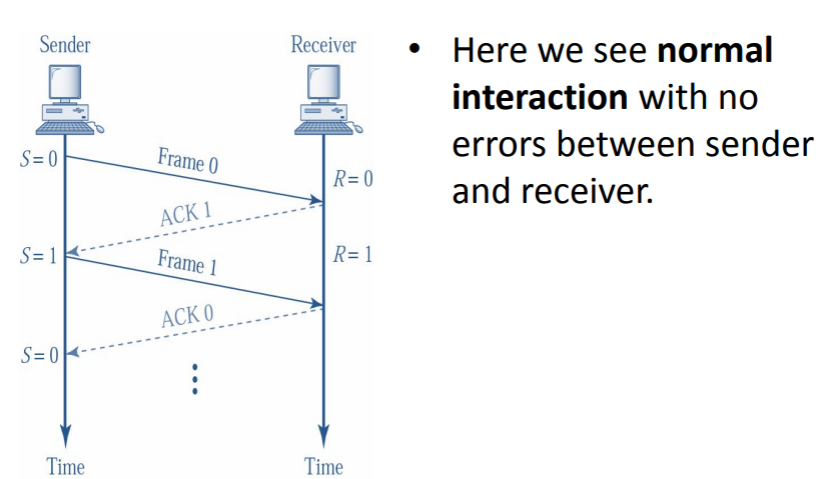 Sender Receiver
S = 0
Frame 0
R = 0
ACK 1
S = 1
Frame 1
R = 1
ACK 0
S = 0
Time Time
• Here we see normal
interaction with no
errors between sender
and receiver.